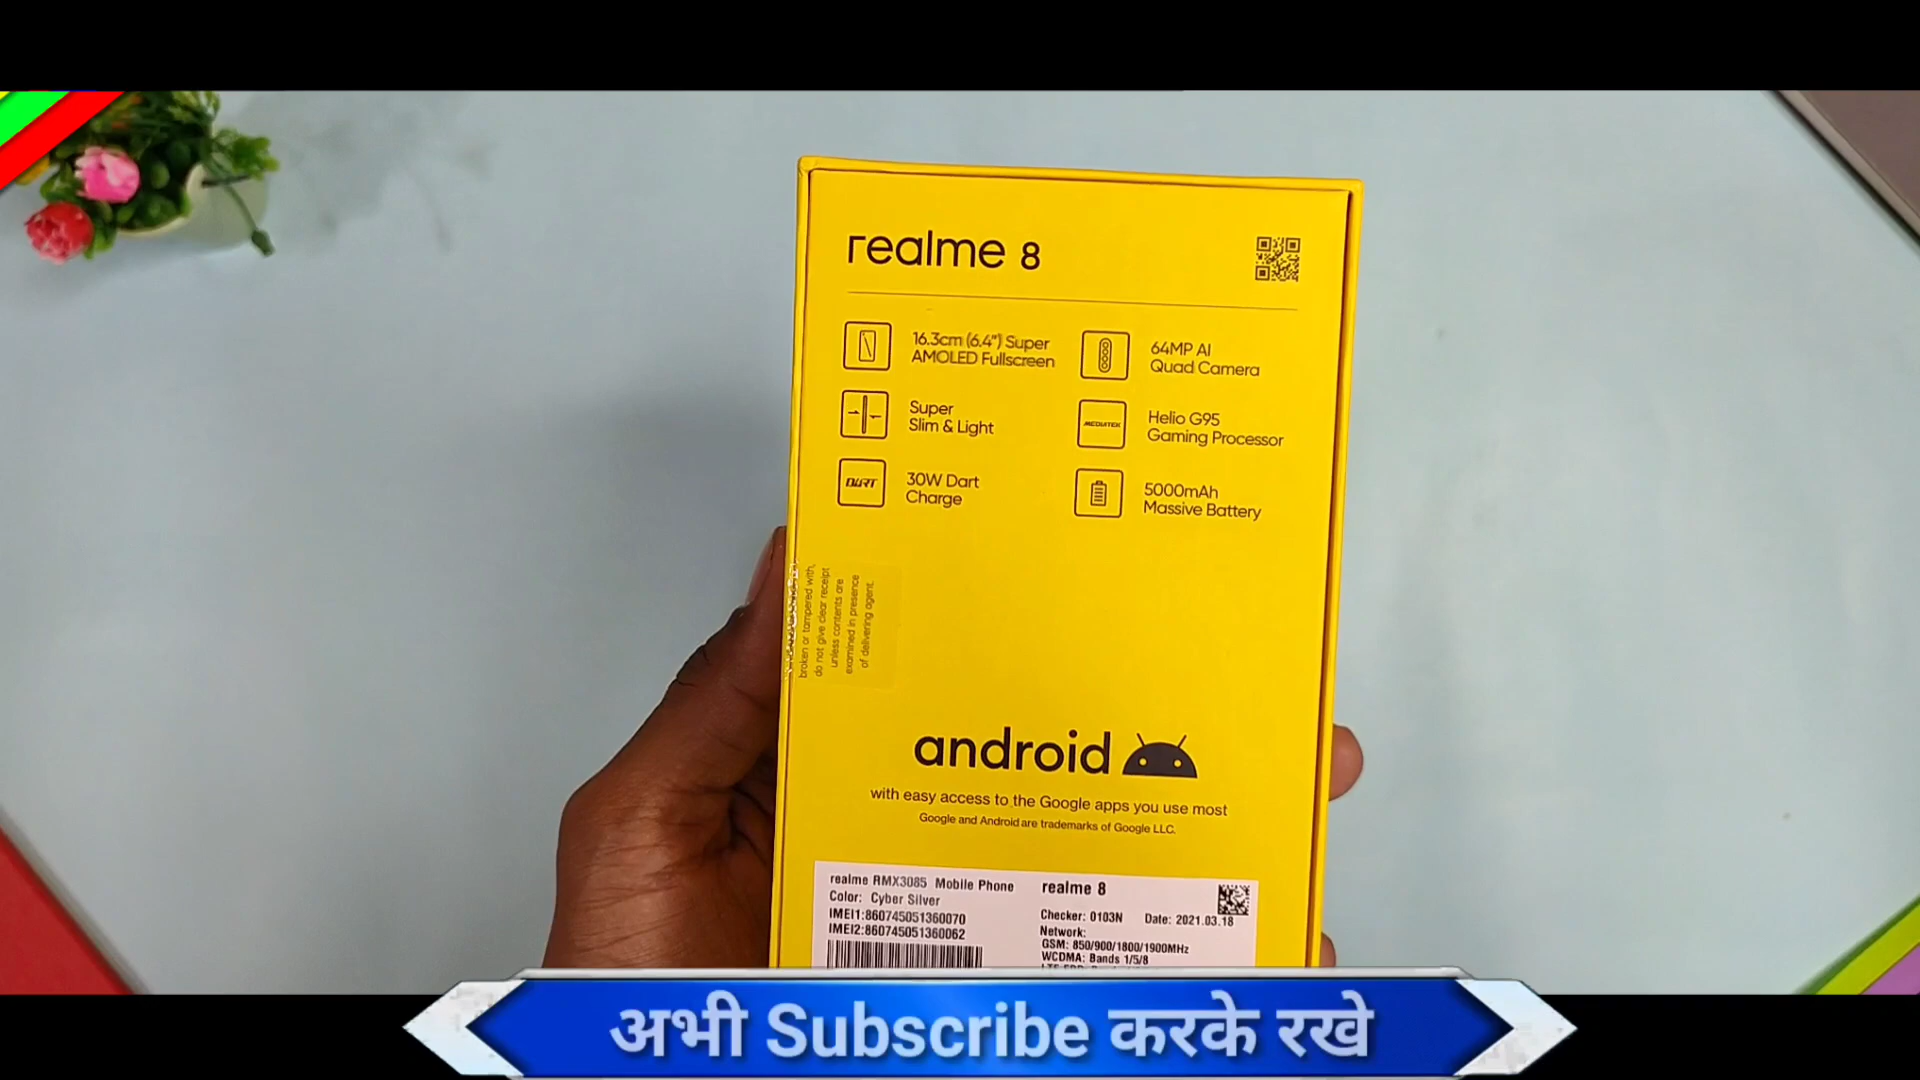 realme 8
16.3cm (6.4") Super
AMOLED Fullscreen
64MP AI
Quad Camera
Super
Slim & Light
MEDIATEK
Helio G95
Gaming Processor
DART
30W Dart
Charge
5000mAh
Massive Battery
broken or tampered with,
do not give clear receipt
unless contents are
examined in presence
of delivering agent.
android
with easy access to the Google apps you use most
Google and Android are trademarks of Google LLC.
realme RMX3085 Mobile Phone
Color: Cyber Silver
IMEI1:860745051360070
IMEI2:860745051360062
realme 8
Checker: 0103N Date: 2021.03.18
Network:
GSM: 850/900/1800/1900MHz
WCDMA: Bands 1/5/8
अभी Subscribe करके रखे